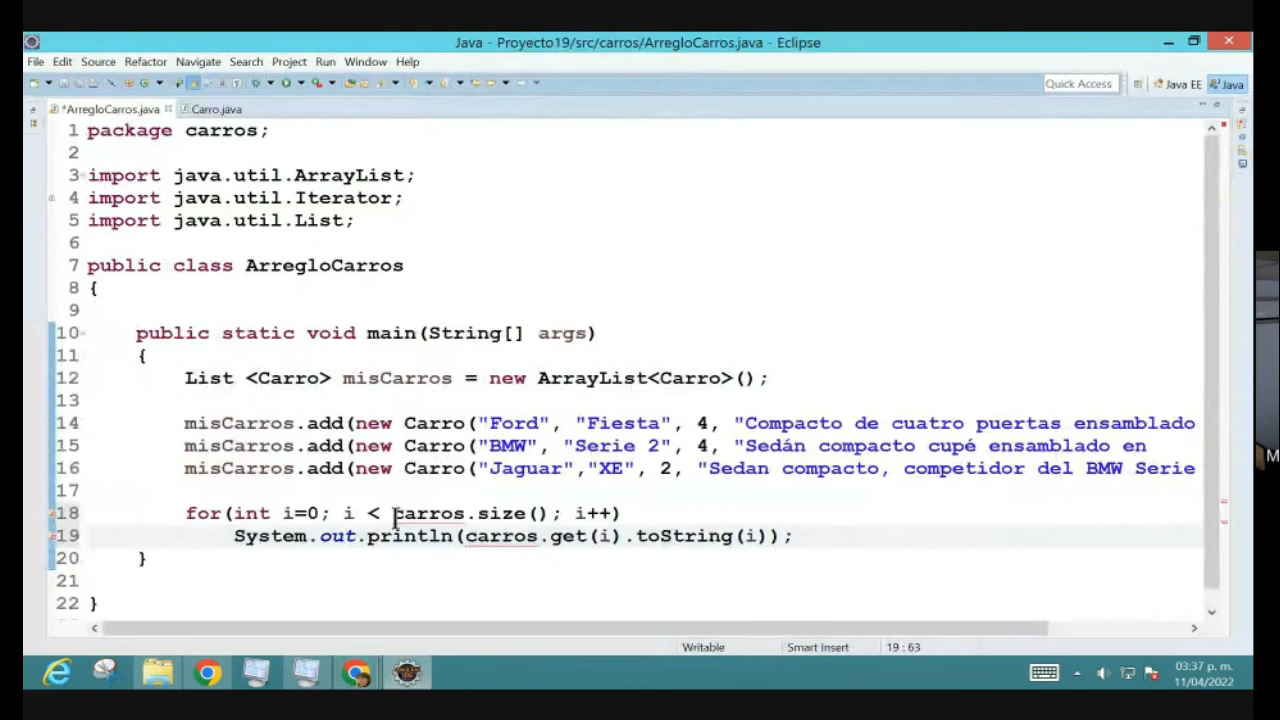 Java - Proyecto19/src/carros/ArregloCarros.java - Eclipse
File Edit Source Refactor Navigate Search Project Run Window Help
Quick Access Java EE Java
*ArregloCarros.java Carro.java
1 package carros;
2
3 import java.util.ArrayList;
4 import java.util.Iterator;
5 import java.util.List;
6
7 public class ArregloCarros
8 {
9
10 public static void main(String[] args)
11 {
12 List <Carro> misCarros = new ArrayList<Carro>();
13
14 misCarros.add(new Carro("Ford", "Fiesta", 4, "Compacto de cuatro puertas ensamblado
15 misCarros.add(new Carro("BMW", "Serie 2", 4, "Sedán compacto cupé ensamblado en
16 misCarros.add(new Carro("Jaguar","XE", 2, "Sedan compacto, competidor del BMW Serie
17
18 for(int i=0; i < carros.size(); i++)
19 System.out.println(carros.get(i).toString(i));
20 }
21
22 }
Writable Smart Insert 19 : 63
03:37 p. m.
11/04/2022
M